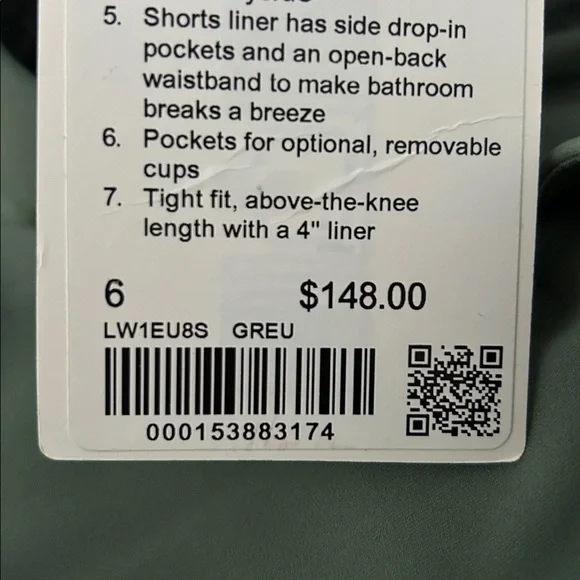 5. Shorts liner has side drop-in
pockets and an open-back
waistband to make bathroom
breaks a breeze
6. Pockets for optional, removable
cups
7. Tight fit, above-the-knee
length with a 4" liner
6 $148.00
LW1EU8S GREU
000153883174